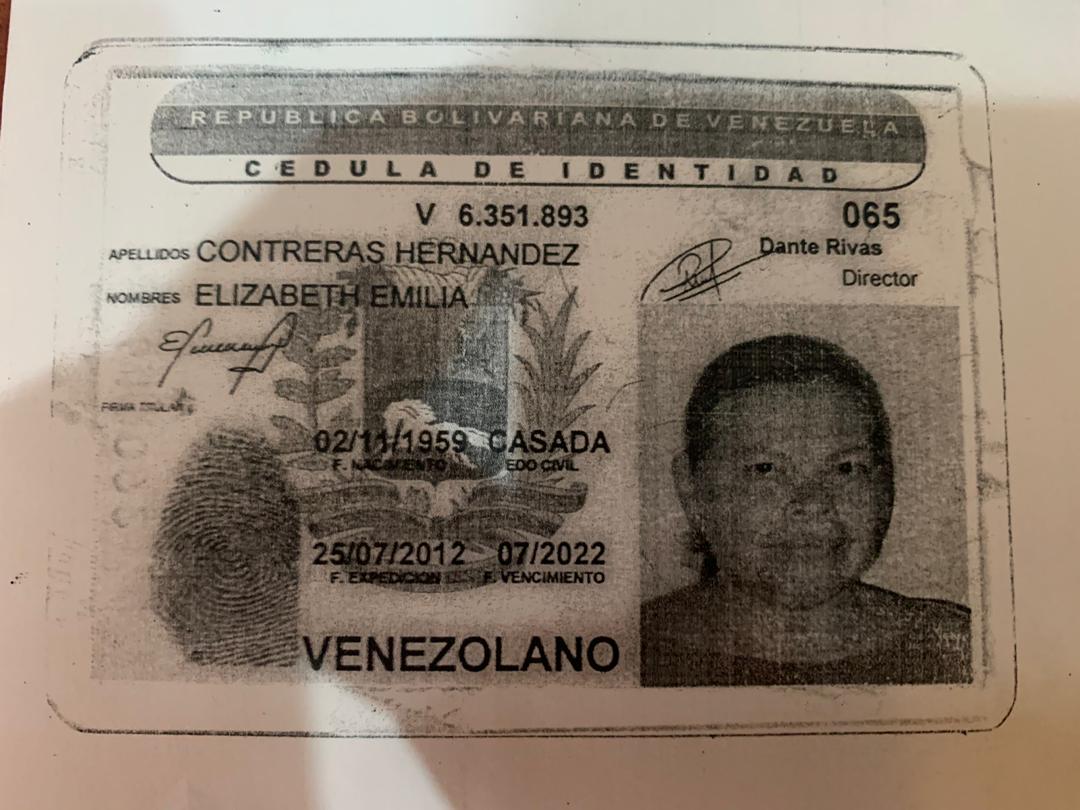 REPUBLICA BOLIVARIANA DE VENEZUELA
CEDULA DE IDENTIDAD
V 6.351.893
065
APELLIDOS CONTRERAS HERNANDEZ
Dante Rivas
Director
NOMBRES ELIZABETH EMILIA
FIRMA TITULAR
02/11/1959 CASADA
F. NACIMIENTO EDO CIVIL
25/07/2012 07/2022
F. EXPEDICION F. VENCIMIENTO
VENEZOLANO